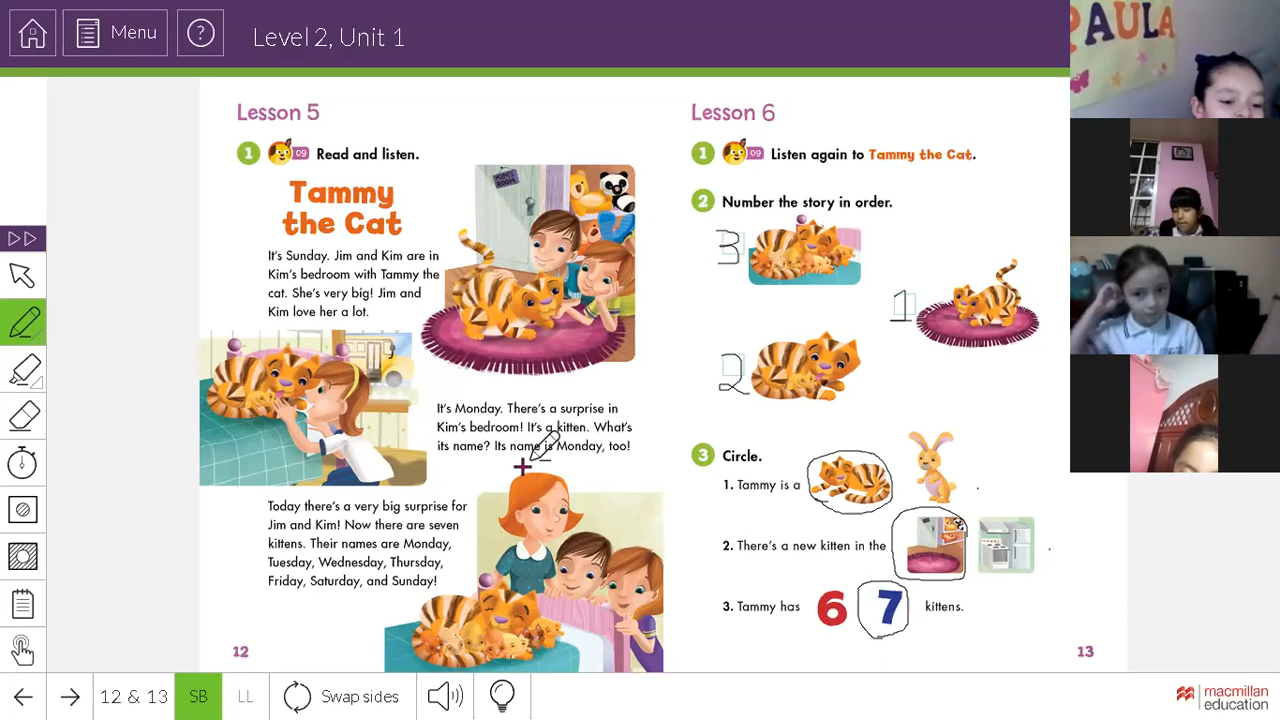 Menu
?
Level 2, Unit 1
PAULA
Lesson 5
1 09 Read and listen.
Tammy
the Cat
KIM'S
ROOM
It's Sunday. Jim and Kim are in
Kim's bedroom with Tammy the
cat. She's very big! Jim and
Kim love her a lot.
It's Monday. There's a surprise in
Kim's bedroom! It's a kitten. What's
its name? Its name is Monday, too!
Today there's a very big surprise for
Jim and Kim! Now there are seven
kittens. Their names are Monday,
Tuesday, Wednesday, Thursday,
Friday, Saturday, and Sunday!
12
Lesson 6
1 09 Listen again to Tammy the Cat.
2 Number the story in order.
3
1
2
3 Circle.
1. Tammy is a .
2. There's a new kitten in the .
3. Tammy has 6 7 kittens.
13
12 & 13
SB
LL
Swap sides
macmillan
education